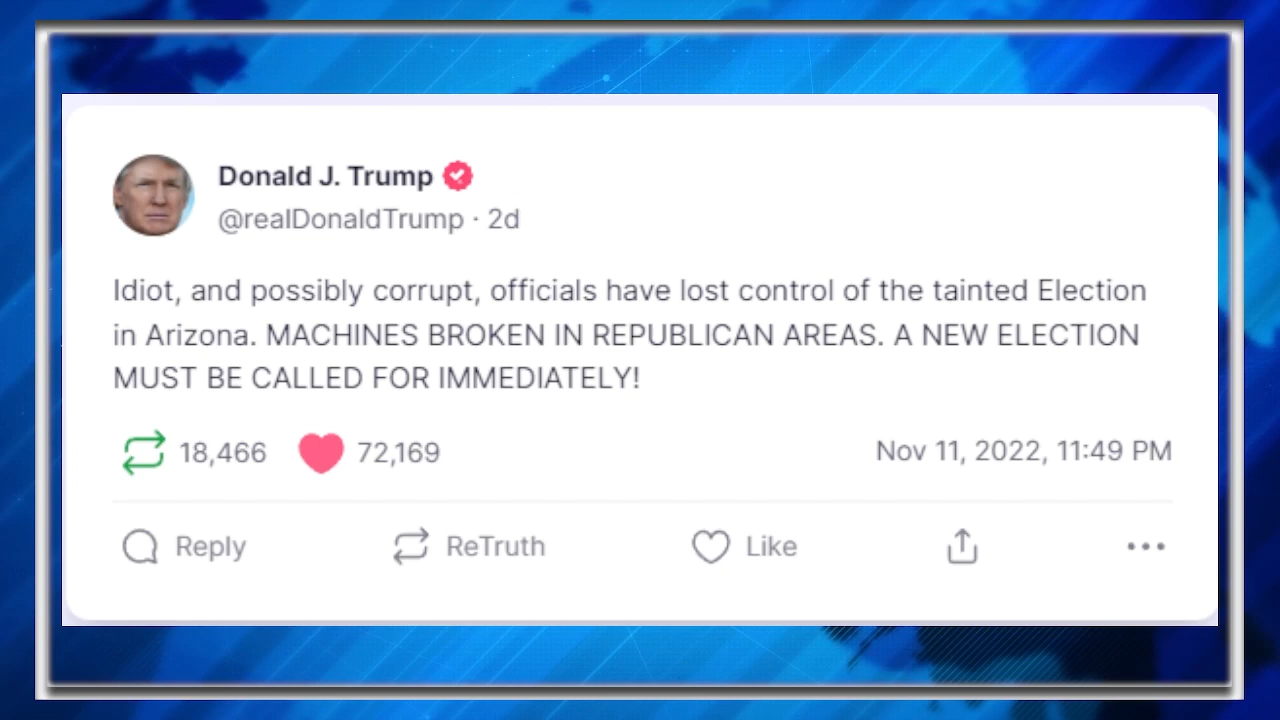 Donald J. Trump
@realDonaldTrump · 2d
Idiot, and possibly corrupt, officials have lost control of the tainted Election
in Arizona. MACHINES BROKEN IN REPUBLICAN AREAS. A NEW ELECTION
MUST BE CALLED FOR IMMEDIATELY!
18,466 72,169 Nov 11, 2022, 11:49 PM
Reply ReTruth Like